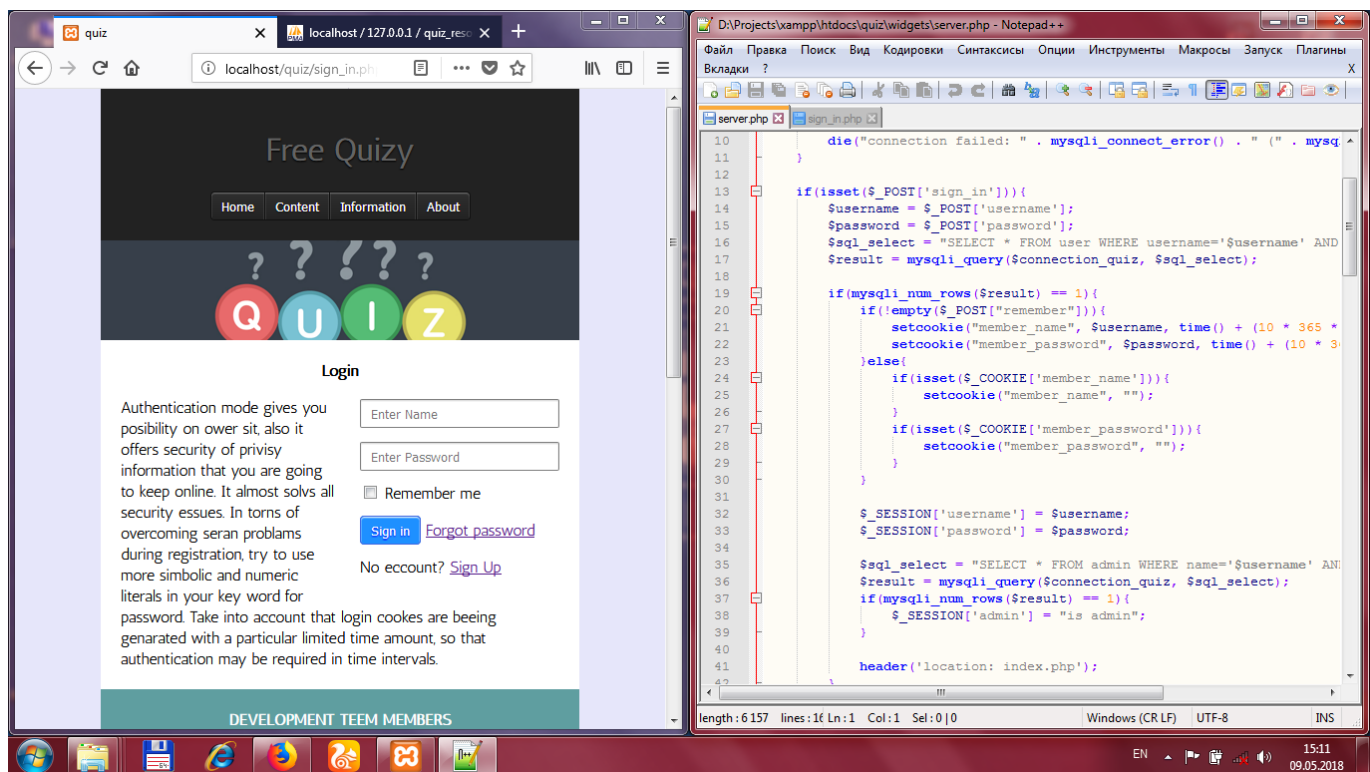 quiz
localhost / 127.0.0.1 / quiz_reso
localhost/quiz/sign_in.ph
Free Quizy
Home Content Information About
? ? ? ? ?
Q U I Z
Login
Authentication mode gives you
posibility on ower sit, also it
offers security of privisy
information that you are going
to keep online. It almost solvs all
security essues. In torns of
overcoming seran problams
during registration, try to use
more simbolic and numeric
literals in your key word for
password. Take into account that login cookes are beeing
genarated with a particular limited time amount, so that
authentication may be required in time intervals.
Enter Name
Enter Password
Remember me
Sign in Forgot password
No eccount? Sign Up
DEVELOPMENT TEEM MEMBERS
D:\Projects\xampp\htdocs\quiz\widgets\server.php - Notepad++
Файл Правка Поиск Вид Кодировки Синтаксисы Опции Инструменты Макросы Запуск Плагины
Вкладки ? X
server.php sign_in.php
10 die("connection failed: " . mysqli_connect_error() . " (" . mysq
11 }
12
13 if(isset($_POST['sign_in'])){
14 $username = $_POST['username'];
15 $password = $_POST['password'];
16 $sql_select = "SELECT * FROM user WHERE username='$username' AND
17 $result = mysqli_query($connection_quiz, $sql_select);
18
19 if(mysqli_num_rows($result) == 1){
20 if(!empty($_POST["remember"])){
21 setcookie("member_name", $username, time() + (10 * 365 *
22 setcookie("member_password", $password, time() + (10 * 3
23 }else{
24 if(isset($_COOKIE['member_name'])){
25 setcookie("member_name", "");
26 }
27 if(isset($_COOKIE['member_password'])){
28 setcookie("member_password", "");
29 }
30 }
31
32 $_SESSION['username'] = $username;
33 $_SESSION['password'] = $password;
34
35 $sql_select = "SELECT * FROM admin WHERE name='$username' AN
36 $result = mysqli_query($connection_quiz, $sql_select);
37 if(mysqli_num_rows($result) == 1){
38 $_SESSION['admin'] = "is admin";
39 }
40
41 header('location: index.php');
42 }
length : 6 157 lines : 16 Ln : 1 Col : 1 Sel : 0 | 0 Windows (CR LF) UTF-8 INS
EN 15:11
09.05.2018